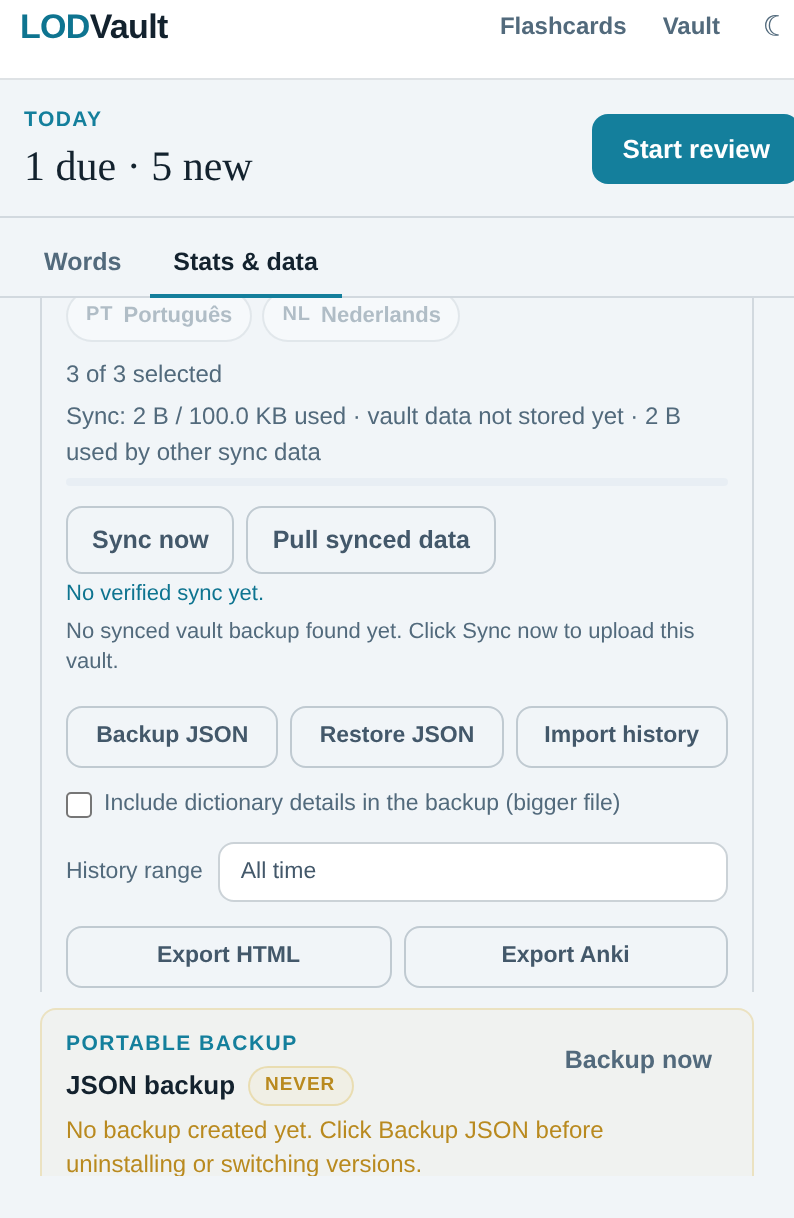 LODVault
Flashcards
Vault
TODAY
1 due · 5 new
Start review
Words
Stats & data
PT Português
NL Nederlands
3 of 3 selected
Sync: 2 B / 100.0 KB used · vault data not stored yet · 2 B
used by other sync data
Sync now
Pull synced data
No verified sync yet.
No synced vault backup found yet. Click Sync now to upload this
vault.
Backup JSON
Restore JSON
Import history
Include dictionary details in the backup (bigger file)
History range
All time
Export HTML
Export Anki
PORTABLE BACKUP
JSON backup
NEVER
Backup now
No backup created yet. Click Backup JSON before
uninstalling or switching versions.